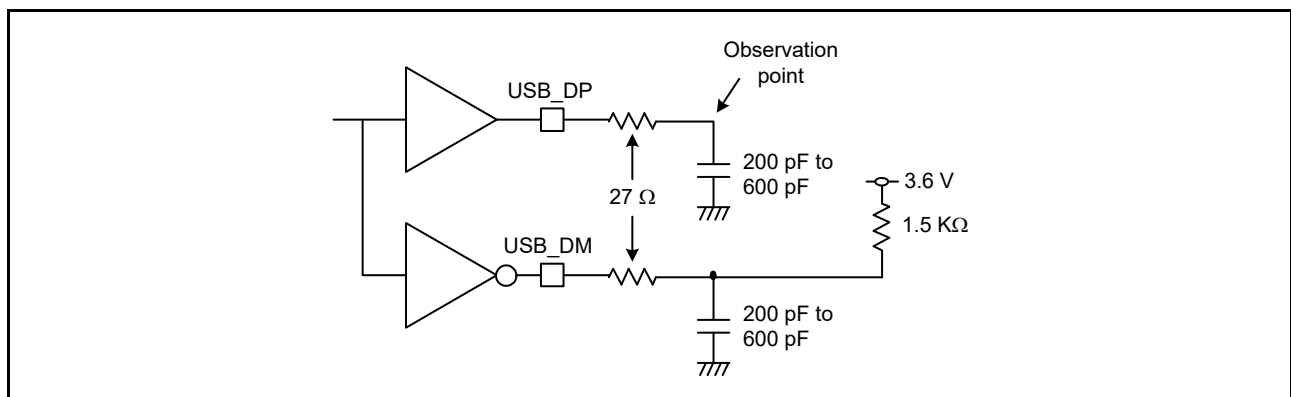 Observation
point
USB_DP
200 pF to
600 pF
27 Ω
3.6 V
1.5 KΩ
USB_DM
200 pF to
600 pF